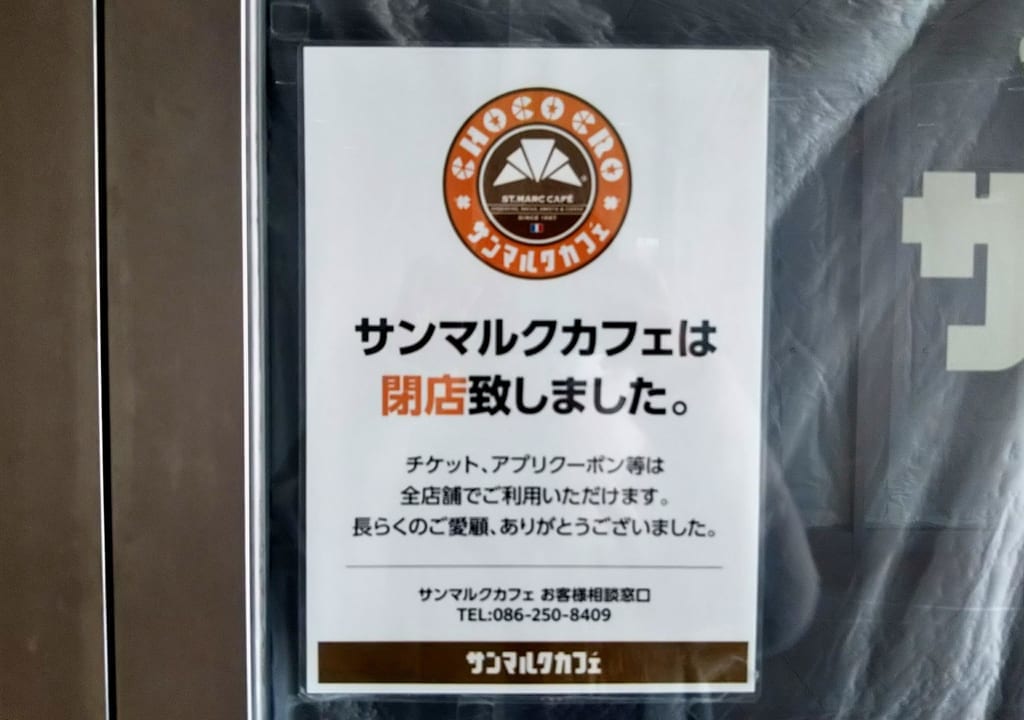 CHOCOCRO
ST.MARC CAFÉ
SINCE 1997
サンマルクカフェ
サンマルクカフェは
閉店致しました。
チケット、アプリクーポン等は
全店舗でご利用いただけます。
長らくのご愛顧、ありがとうございました。
サンマルクカフェ お客様相談窓口
TEL:086-250-8409
サンマルクカフェ
サ